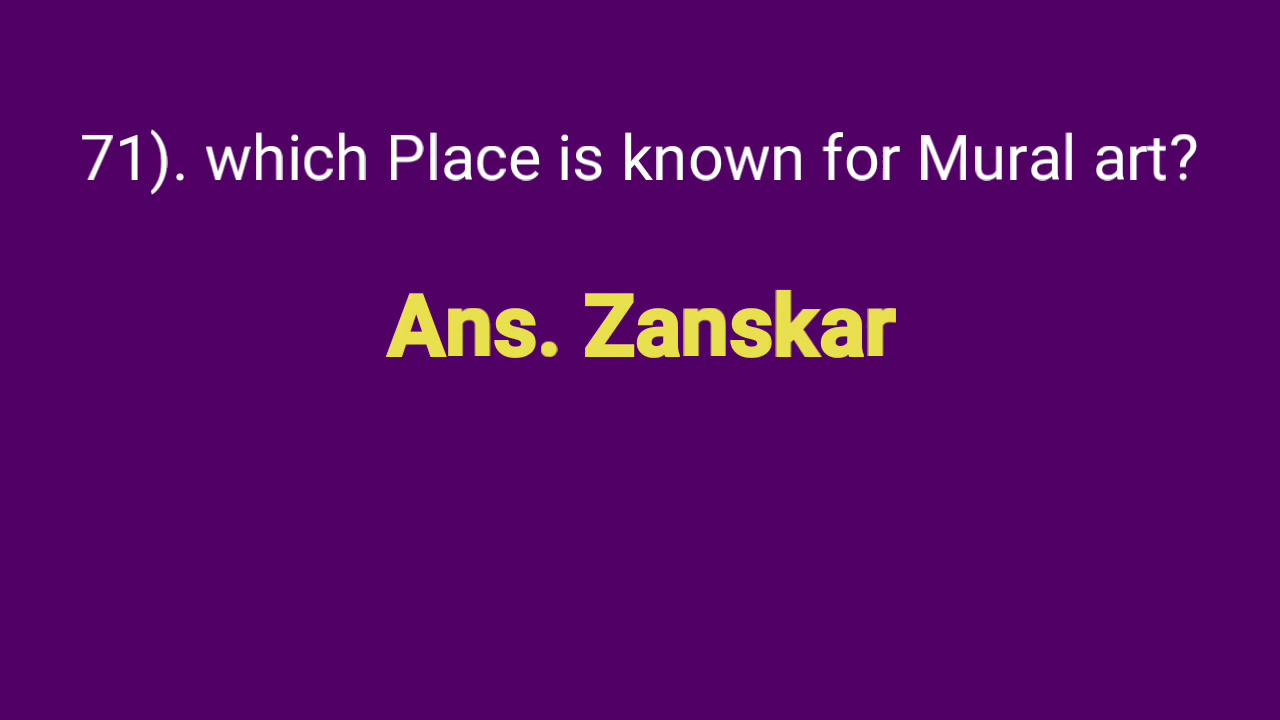 71). which Place is known for Mural art?
Ans. Zanskar